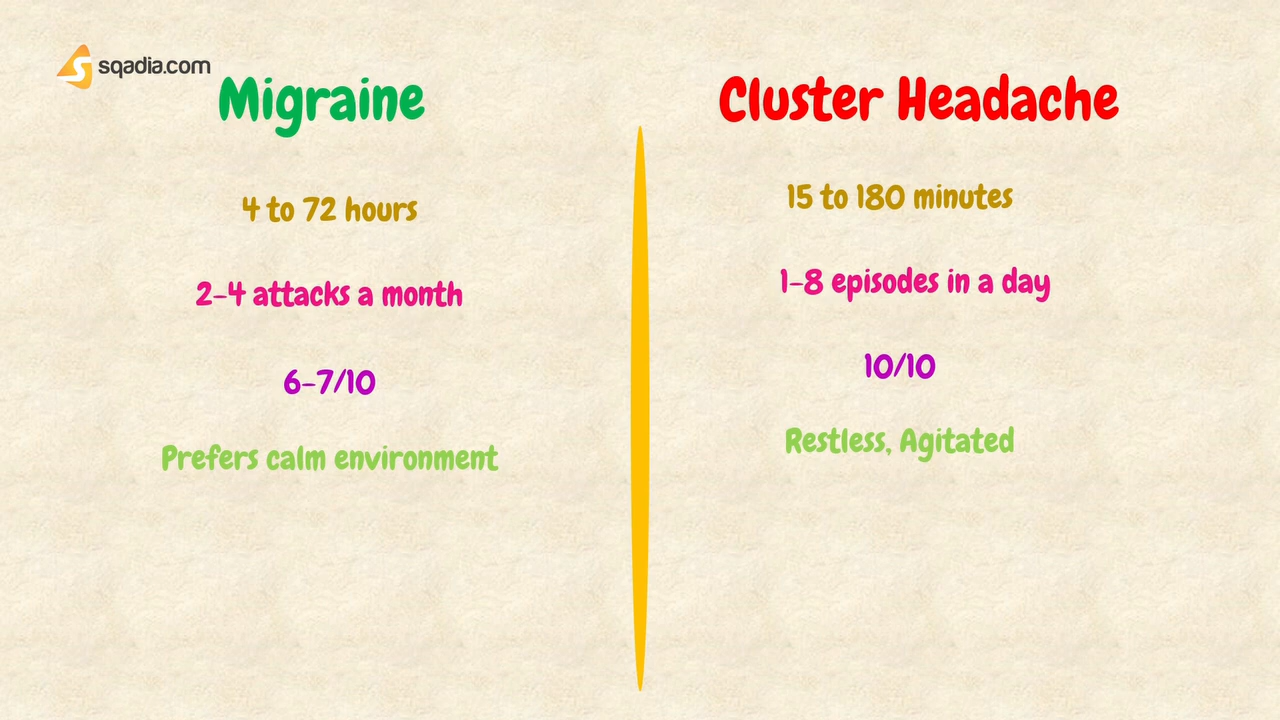 sqadia.com
Migraine
4 to 72 hours
2-4 attacks a month
6-7/10
Prefers calm environment
Cluster Headache
15 to 180 minutes
1-8 episodes in a day
10/10
Restless, Agitated